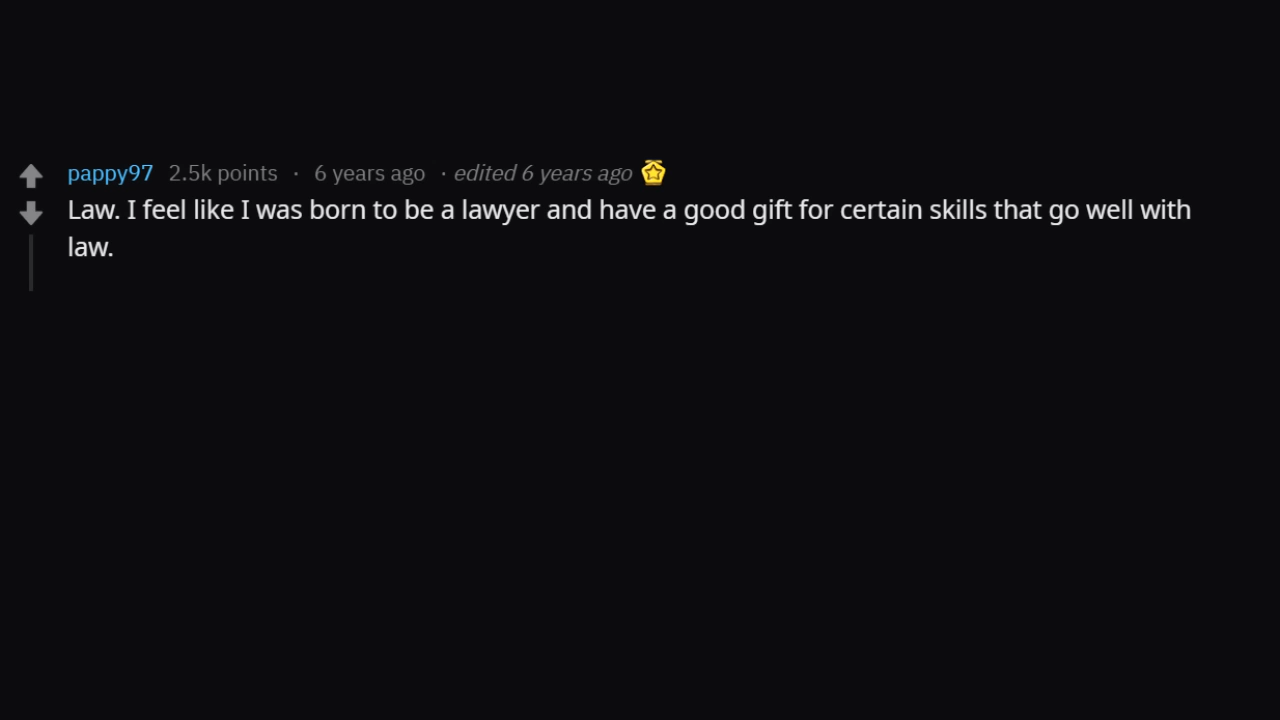 pappy97 2.5k points · 6 years ago · edited 6 years ago
Law. I feel like I was born to be a lawyer and have a good gift for certain skills that go well with
law.